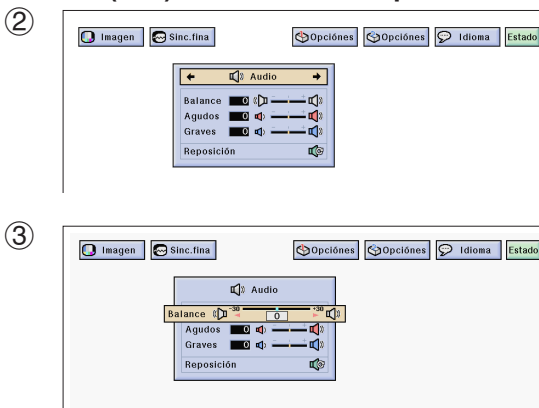 ②
Imagen Sinc.fina Opciónes Opciónes Idioma Estado
Audio
Balance 0
Agudos 0
Graves 0
Reposición
③
Imagen Sinc.fina Opciónes Opciónes Idioma Estado
Audio
Balance -30 0 +30
Agudos 0
Graves 0
Reposición